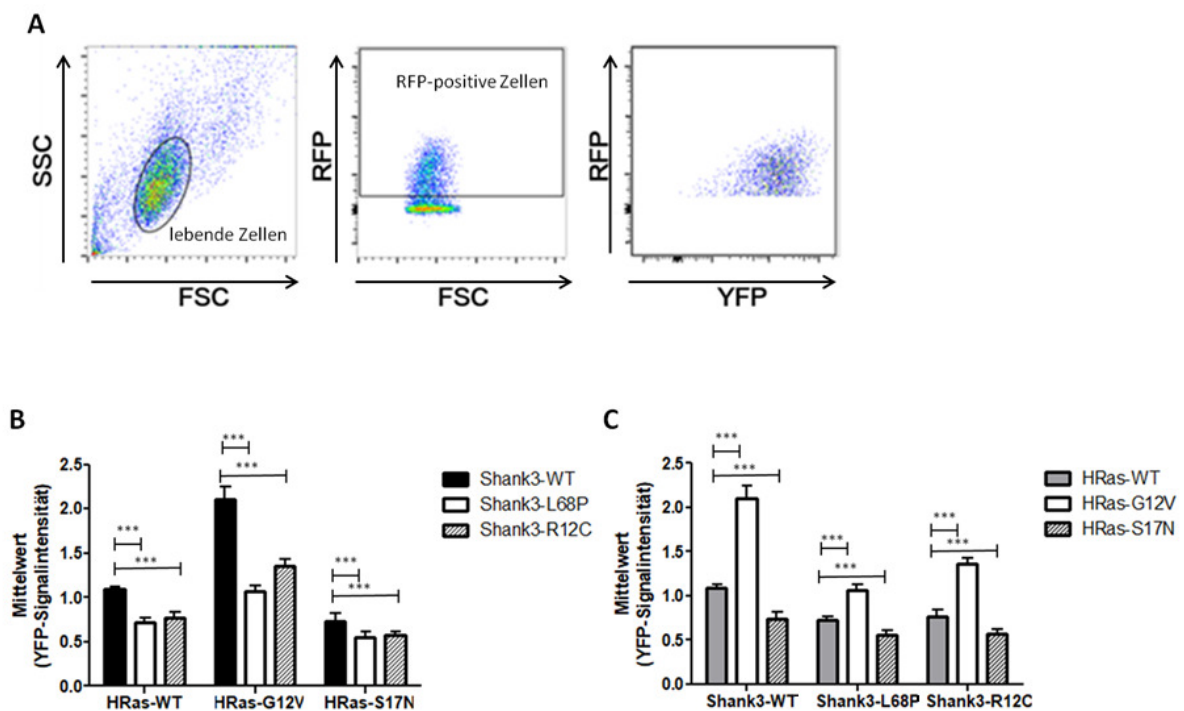 A
SSC
lebende Zellen
FSC
RFP
RFP-positive Zellen
FSC
RFP
YFP
B
Mittelwert
(YFP-Signalintensität)
2.5
2.0
1.5
1.0
0.5
0.0
***
***
***
***
***
***
HRas-WT
HRas-G12V
HRas-S17N
Shank3-WT
Shank3-L68P
Shank3-R12C
C
Mittelwert
(YFP-Signalintensität)
2.5
2.0
1.5
1.0
0.5
0.0
***
***
***
***
***
***
Shank3-WT
Shank3-L68P
Shank3-R12C
HRas-WT
HRas-G12V
HRas-S17N